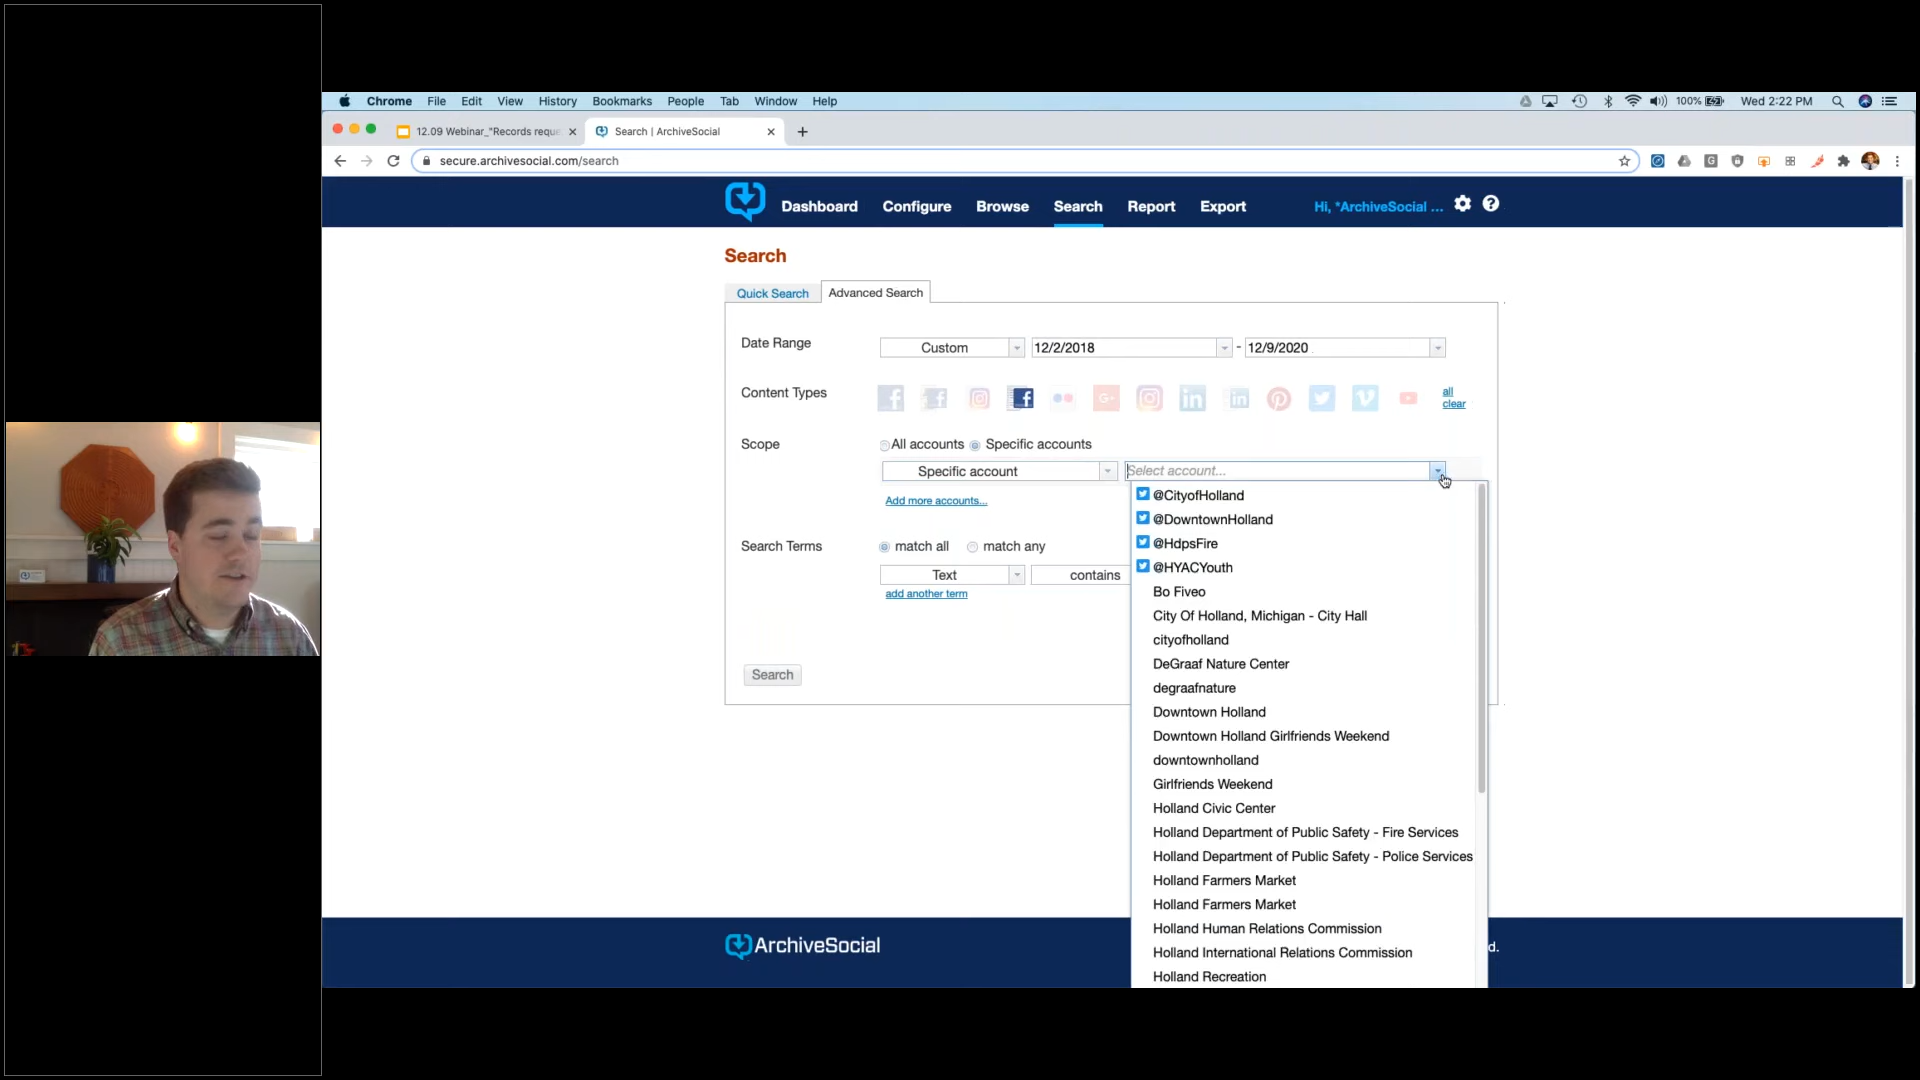 Chrome File Edit View History Bookmarks People Tab Window Help 100% Wed 2:22 PM
12.09 Webinar_"Records reque Search | ArchiveSocial
secure.archivesocial.com/search
Dashboard Configure Browse Search Report Export Hi, *ArchiveSocial ...
Search
Quick Search Advanced Search
Date Range Custom 12/2/2018 - 12/9/2020
Content Types all
clear
Scope All accounts Specific accounts
Specific account Select account...
Add more accounts...
Search Terms match all match any
Text contains
add another term
Search
@CityofHolland
@DowntownHolland
@HdpsFire
@HYACYouth
Bo Fiveo
City Of Holland, Michigan - City Hall
cityofholland
DeGraaf Nature Center
degraafnature
Downtown Holland
Downtown Holland Girlfriends Weekend
downtownholland
Girlfriends Weekend
Holland Civic Center
Holland Department of Public Safety - Fire Services
Holland Department of Public Safety - Police Services
Holland Farmers Market
Holland Farmers Market
Holland Human Relations Commission
Holland International Relations Commission
Holland Recreation
ArchiveSocial d.